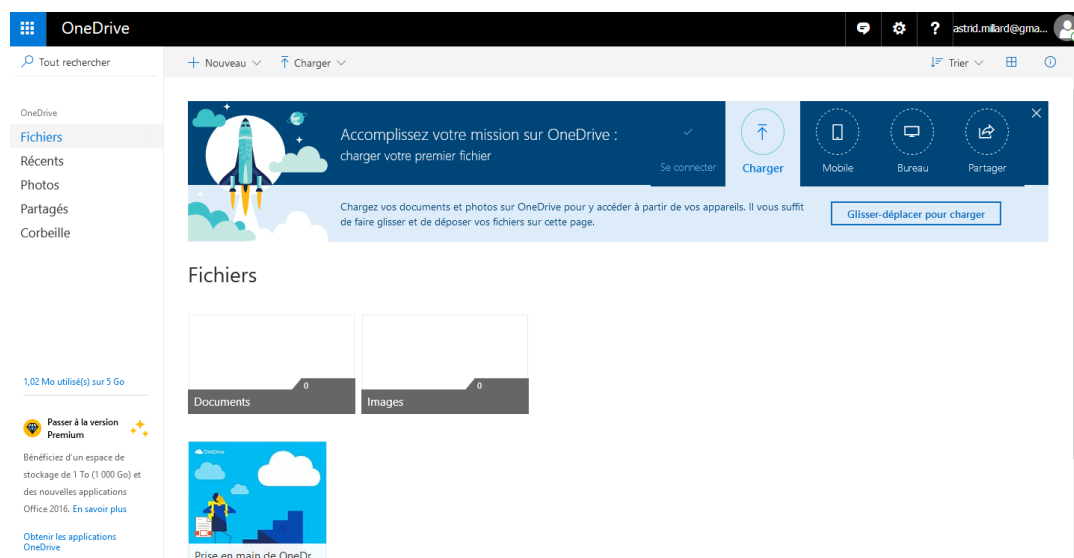 OneDrive
astrid.millard@gma...
Tout rechercher
Nouveau
Charger
Trier
OneDrive
Fichiers
Récents
Photos
Partagés
Corbeille
Accomplissez votre mission sur OneDrive :
charger votre premier fichier
Se connecter
Charger
Mobile
Bureau
Partager
Chargez vos documents et photos sur OneDrive pour y accéder à partir de vos appareils. Il vous suffit
de faire glisser et de déposer vos fichiers sur cette page.
Glisser-déplacer pour charger
Fichiers
0
Documents
0
Images
OneDrive
Prise en main de OneDr
1,02 Mo utilisé(s) sur 5 Go
Passer à la version
Premium
Bénéficiez d'un espace de
stockage de 1 To (1 000 Go) et
des nouvelles applications
Office 2016. En savoir plus
Obtenir les applications
OneDrive